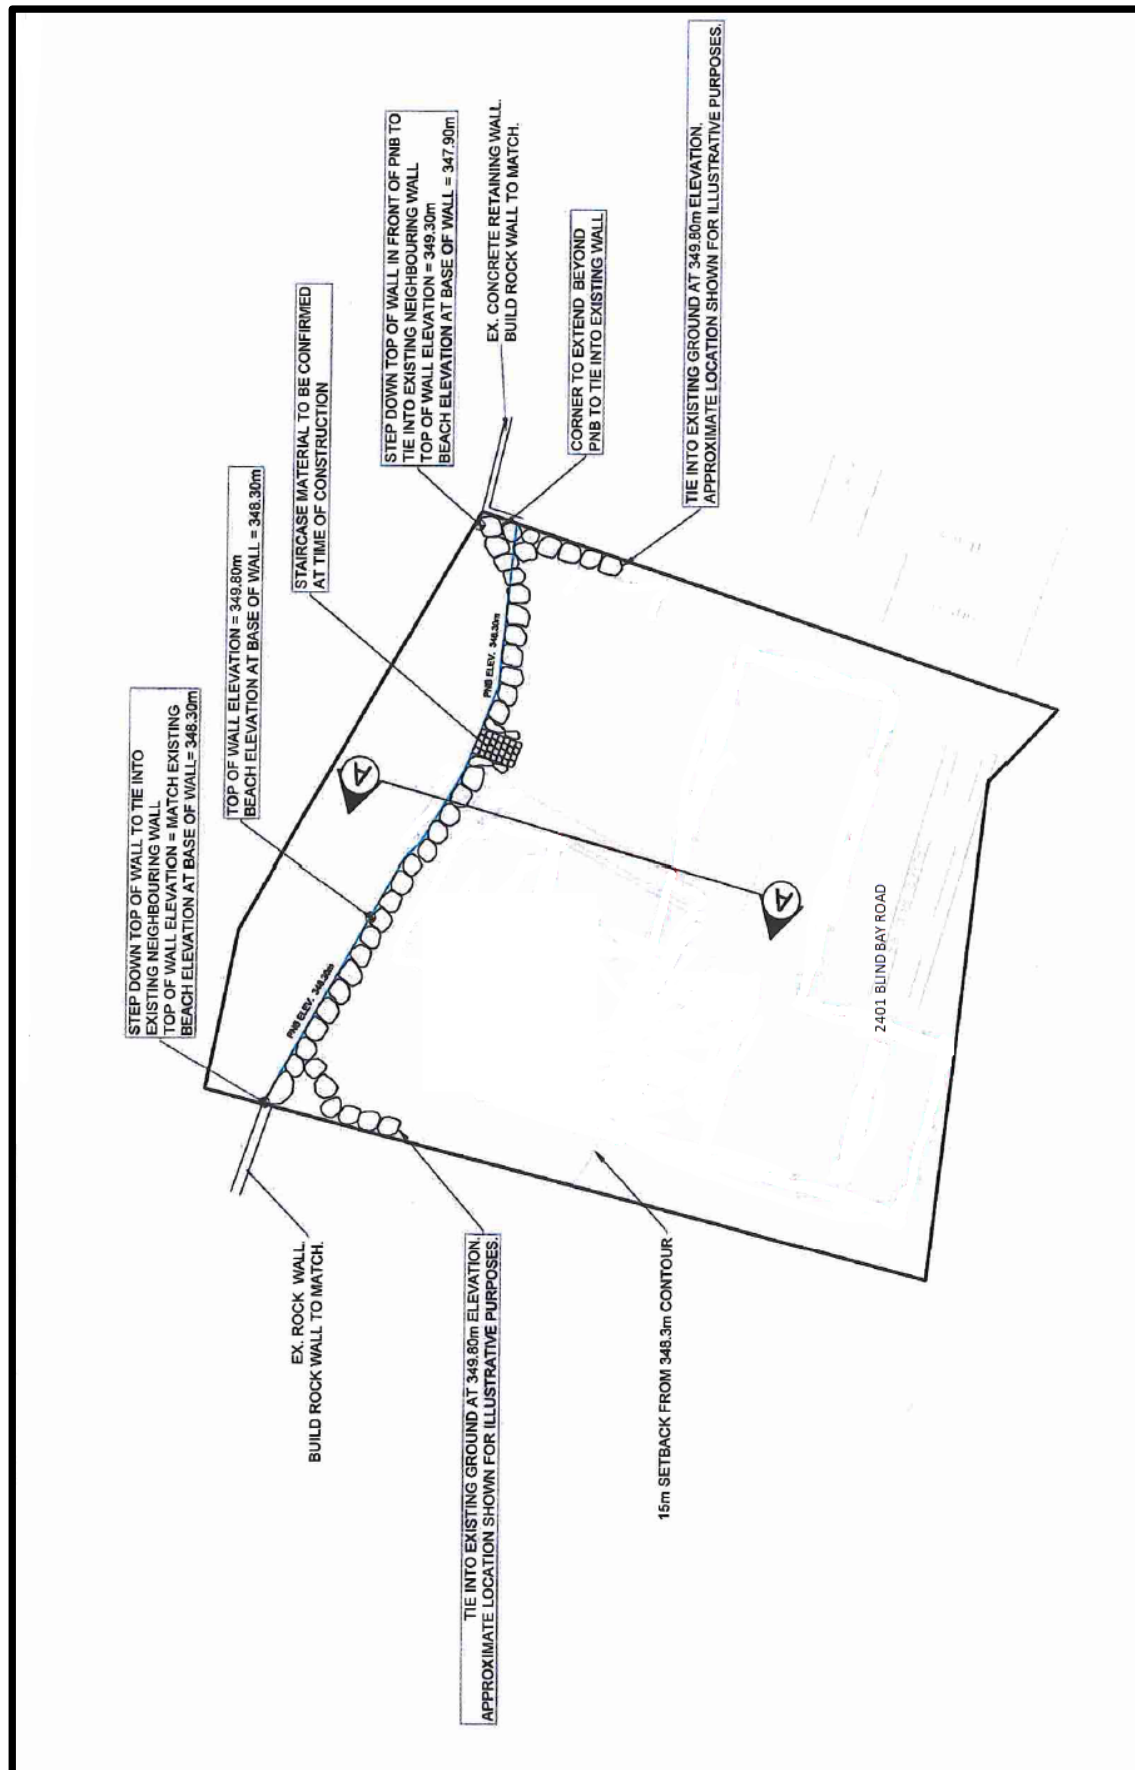 STEP DOWN TOP OF WALL TO TIE INTO
EXISTING NEIGHBOURING WALL
TOP OF WALL ELEVATION = MATCH EXISTING
BEACH ELEVATION AT BASE OF WALL= 348.30m
TOP OF WALL ELEVATION = 349.80m
BEACH ELEVATION AT BASE OF WALL = 348.30m
STAIRCASE MATERIAL TO BE CONFIRMED
AT TIME OF CONSTRUCTION
STEP DOWN TOP OF WALL IN FRONT OF PNB TO
TIE INTO EXISTING NEIGHBOURING WALL
TOP OF WALL ELEVATION = 349.30m
BEACH ELEVATION AT BASE OF WALL = 347.90m
EX. CONCRETE RETAINING WALL.
BUILD ROCK WALL TO MATCH.
CORNER TO EXTEND BEYOND
PNB TO TIE INTO EXISTING WALL
TIE INTO EXISTING GROUND AT 349.80m ELEVATION.
APPROXIMATE LOCATION SHOWN FOR ILLUSTRATIVE PURPOSES.
PNB ELEV. 348.30m
PNB ELEV. 348.30m
A
A
EX. ROCK WALL.
BUILD ROCK WALL TO MATCH.
TIE INTO EXISTING GROUND AT 349.80m ELEVATION.
APPROXIMATE LOCATION SHOWN FOR ILLUSTRATIVE PURPOSES.
15m SETBACK FROM 348.3m CONTOUR
2401 BLIND BAY ROAD